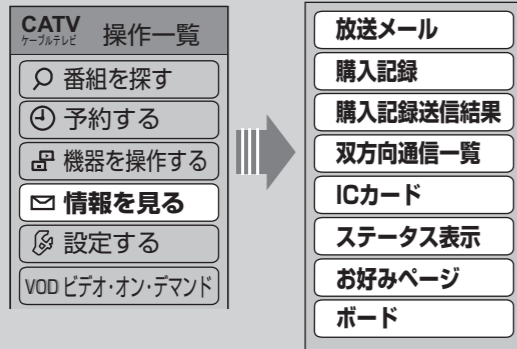 CATV
ケーブルテレビ 操作一覧
番組を探す
予約する
機器を操作する
情報を見る
設定する
VOD ビデオ・オン・デマンド
放送メール
購入記録
購入記録送信結果
双方向通信一覧
ICカード
ステータス表示
お好みページ
ボード